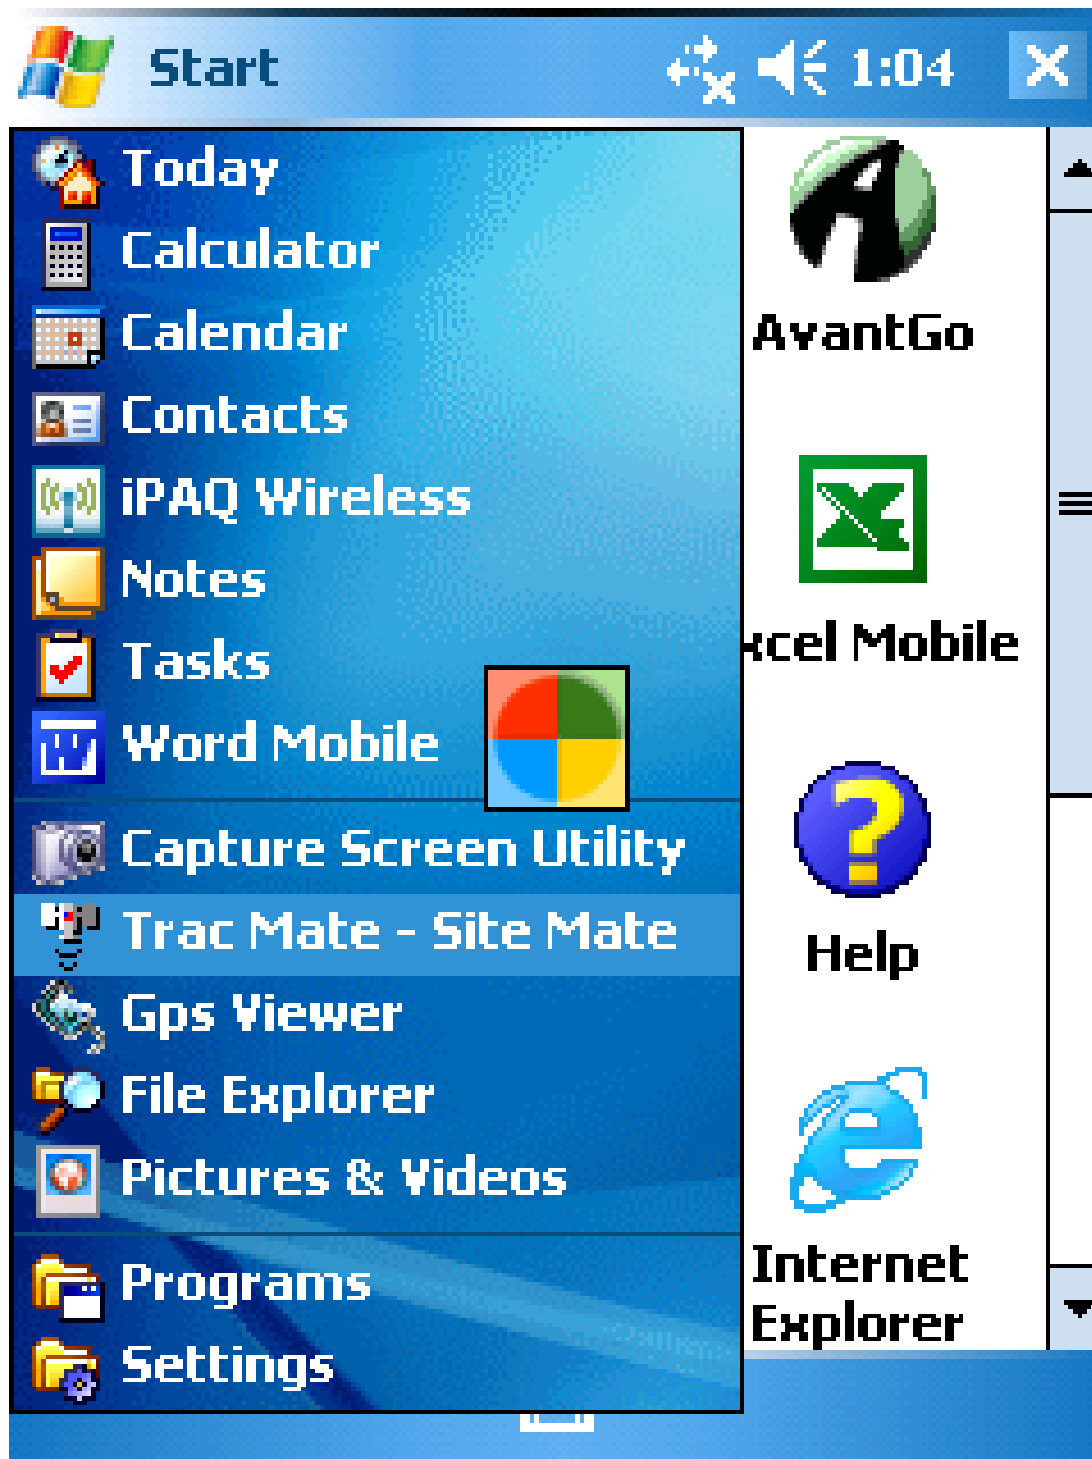 Start 1:04
Today
Calculator
Calendar
Contacts
iPAQ Wireless
Notes
Tasks
Word Mobile
Capture Screen Utility
Trac Mate - Site Mate
Gps Viewer
File Explorer
Pictures & Videos
Programs
Settings
AvantGo
xcel Mobile
Help
Internet
Explorer